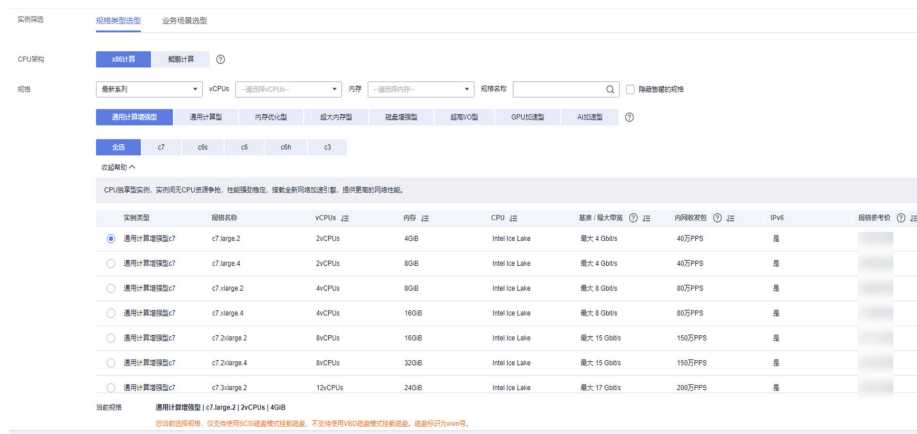 实例筛选 规格类型选型 业务场景选型
CPU架构 x86计算 鲲鹏计算
规格 最新系列 vCPUs --请选择vCPUs-- 内存 --请选择内存-- 规格名称 隐藏售罄的规格
通用计算增强型 通用计算型 内存优化型 超大内存型 磁盘增强型 超高I/O型 GPU加速型 AI加速型
全选 c7 c6s c6 c6h c3
收起帮助
CPU独享型实例，实例间无CPU资源争抢，性能强劲稳定，搭载全新网络加速引擎，提供更高的网络性能。
实例类型 规格名称 vCPUs 内存 CPU 基准 / 最大带宽 内网收发包 IPv6 规格参考价
通用计算增强型c7 c7.large.2 2vCPUs 4GiB Intel Ice Lake 最大 4 Gbit/s 40万PPS 是
通用计算增强型c7 c7.large.4 2vCPUs 8GiB Intel Ice Lake 最大 4 Gbit/s 40万PPS 是
通用计算增强型c7 c7.xlarge.2 4vCPUs 8GiB Intel Ice Lake 最大 8 Gbit/s 80万PPS 是
通用计算增强型c7 c7.xlarge.4 4vCPUs 16GiB Intel Ice Lake 最大 8 Gbit/s 80万PPS 是
通用计算增强型c7 c7.2xlarge.2 8vCPUs 16GiB Intel Ice Lake 最大 15 Gbit/s 150万PPS 是
通用计算增强型c7 c7.2xlarge.4 8vCPUs 32GiB Intel Ice Lake 最大 15 Gbit/s 150万PPS 是
通用计算增强型c7 c7.3xlarge.2 12vCPUs 24GiB Intel Ice Lake 最大 17 Gbit/s 200万PPS 是
当前规格 通用计算增强型 | c7.large.2 | 2vCPUs | 4GiB
您当前选择规格，仅支持使用SCSI磁盘模式挂载磁盘，不支持使用VBD磁盘模式挂载磁盘。磁盘标识为wwn号。